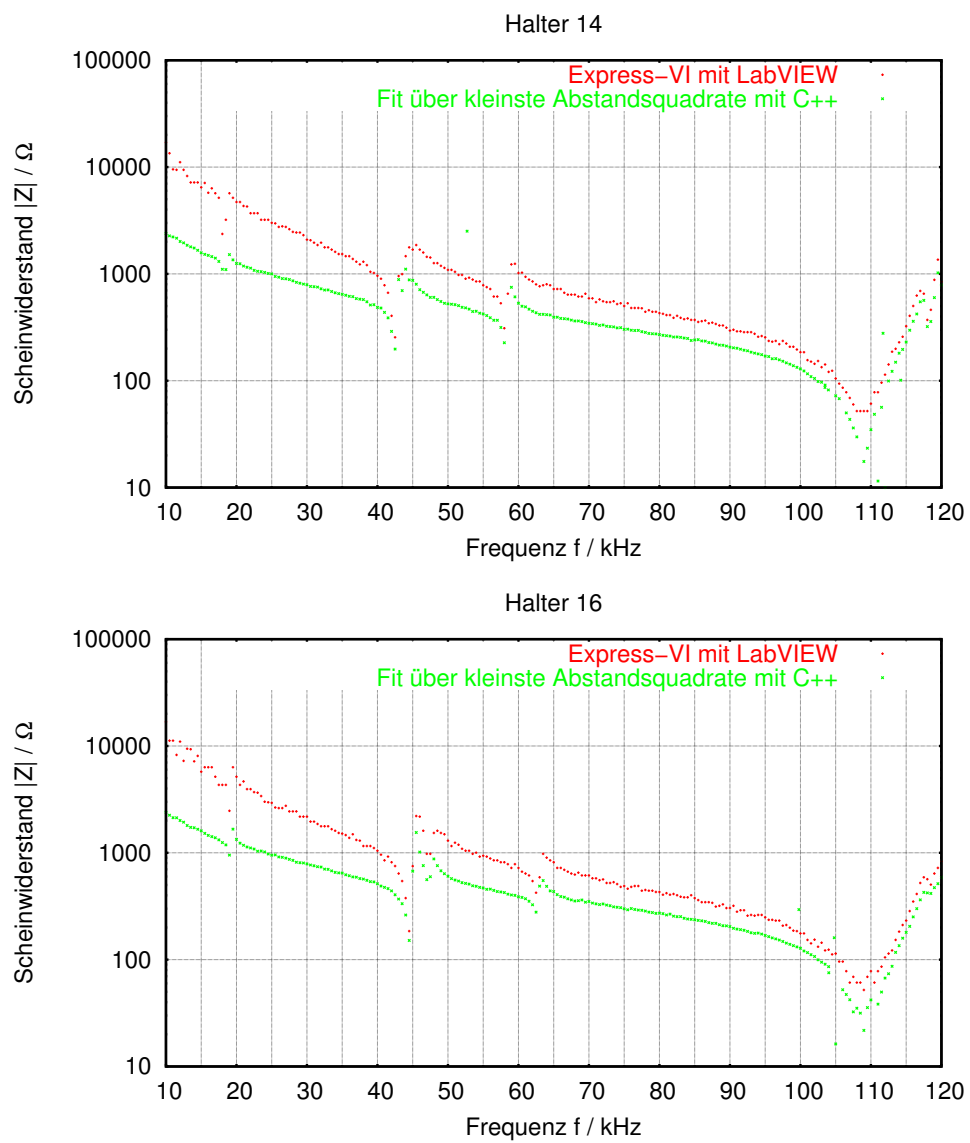 Halter 14
100000
10000
1000
100
10
Scheinwiderstand |Z| / Ω
Express−VI mit LabVIEW
Fit über kleinste Abstandsquadrate mit C++
10 20 30 40 50 60 70 80 90 100 110 120
Frequenz f / kHz
Halter 16
100000
10000
1000
100
10
Scheinwiderstand |Z| / Ω
Express−VI mit LabVIEW
Fit über kleinste Abstandsquadrate mit C++
10 20 30 40 50 60 70 80 90 100 110 120
Frequenz f / kHz